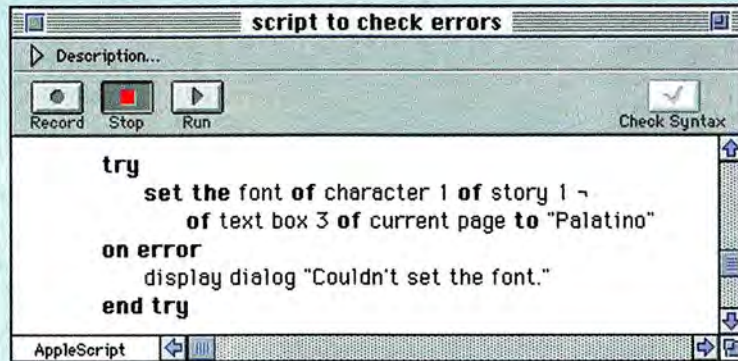 script to check errors
Description...
Record Stop Run Check Syntax
try
set the font of character 1 of story 1 ¬
of text box 3 of current page to "Palatino"
on error
display dialog "Couldn't set the font."
end try
AppleScript